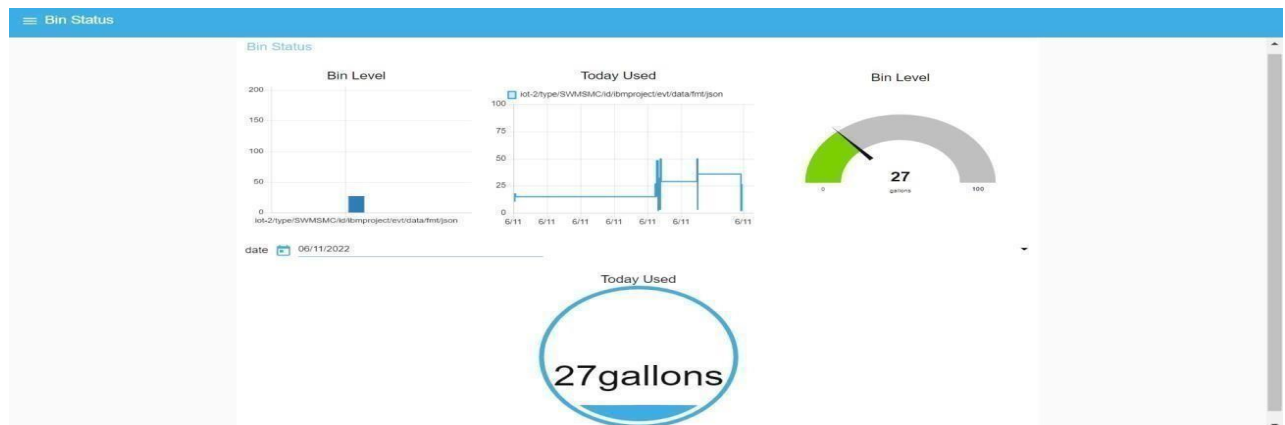 Bin Status
Bin Status
Bin Level
200
150
100
50
0
iot-2/type/SWMSMC/id/ibmproject/evt/data/fmt/json
Today Used
iot-2/type/SWMSMC/id/ibmproject/evt/data/fmt/json
100
75
50
25
0
6/11 6/11 6/11 6/11 6/11 6/11 6/11
Bin Level
27
gallons
0 100
date 06/11/2022
Today Used
27gallons